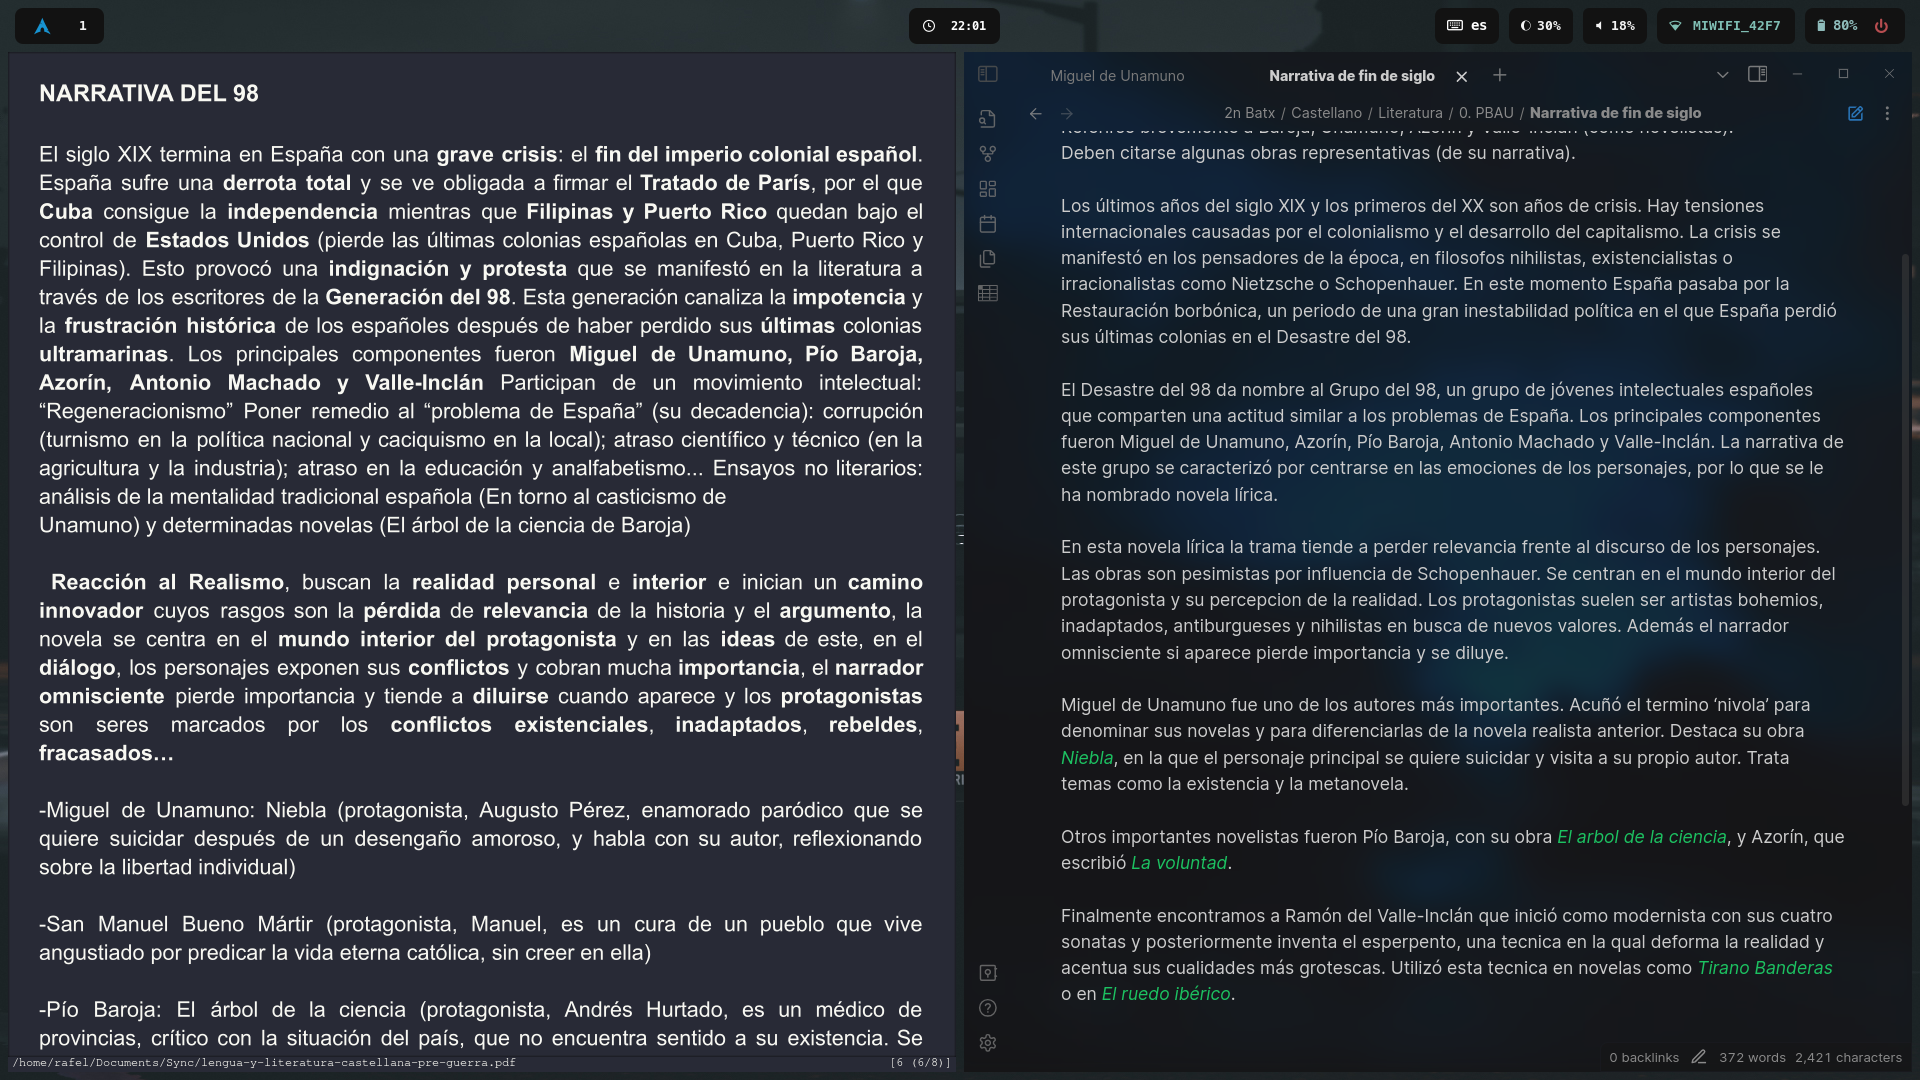 1
22:01
es
30%
18%
MIWIFI_42F7
80%
NARRATIVA DEL 98
El siglo XIX termina en España con una grave crisis: el fin del imperio colonial español.
España sufre una derrota total y se ve obligada a firmar el Tratado de París, por el que
Cuba consigue la independencia mientras que Filipinas y Puerto Rico quedan bajo el
control de Estados Unidos (pierde las últimas colonias españolas en Cuba, Puerto Rico y
Filipinas). Esto provocó una indignación y protesta que se manifestó en la literatura a
través de los escritores de la Generación del 98. Esta generación canaliza la impotencia y
la frustración histórica de los españoles después de haber perdido sus últimas colonias
ultramarinas. Los principales componentes fueron Miguel de Unamuno, Pío Baroja,
Azorín, Antonio Machado y Valle-Inclán Participan de un movimiento intelectual:
“Regeneracionismo” Poner remedio al “problema de España” (su decadencia): corrupción
(turnismo en la política nacional y caciquismo en la local); atraso científico y técnico (en la
agricultura y la industria); atraso en la educación y analfabetismo... Ensayos no literarios:
análisis de la mentalidad tradicional española (En torno al casticismo de
Unamuno) y determinadas novelas (El árbol de la ciencia de Baroja)
Reacción al Realismo, buscan la realidad personal e interior e inician un camino
innovador cuyos rasgos son la pérdida de relevancia de la historia y el argumento, la
novela se centra en el mundo interior del protagonista y en las ideas de este, en el
diálogo, los personajes exponen sus conflictos y cobran mucha importancia, el narrador
omnisciente pierde importancia y tiende a diluirse cuando aparece y los protagonistas
son seres marcados por los conflictos existenciales, inadaptados, rebeldes,
fracasados…
-Miguel de Unamuno: Niebla (protagonista, Augusto Pérez, enamorado paródico que se
quiere suicidar después de un desengaño amoroso, y habla con su autor, reflexionando
sobre la libertad individual)
-San Manuel Bueno Mártir (protagonista, Manuel, es un cura de un pueblo que vive
angustiado por predicar la vida eterna católica, sin creer en ella)
-Pío Baroja: El árbol de la ciencia (protagonista, Andrés Hurtado, es un médico de
provincias, crítico con la situación del país, que no encuentra sentido a su existencia. Se
/home/rafel/Documents/Sync/lengua-y-literatura-castellana-pre-guerra.pdf
[6 (6/8)]
Miguel de Unamuno
Narrativa de fin de siglo
2n Batx / Castellano / Literatura / 0. PBAU / Narrativa de fin de siglo
Deben citarse algunas obras representativas (de su narrativa).
Los últimos años del siglo XIX y los primeros del XX son años de crisis. Hay tensiones
internacionales causadas por el colonialismo y el desarrollo del capitalismo. La crisis se
manifestó en los pensadores de la época, en filosofos nihilistas, existencialistas o
irracionalistas como Nietzsche o Schopenhauer. En este momento España pasaba por la
Restauración borbónica, un periodo de una gran inestabilidad política en el que España perdió
sus últimas colonias en el Desastre del 98.
El Desastre del 98 da nombre al Grupo del 98, un grupo de jóvenes intelectuales españoles
que comparten una actitud similar a los problemas de España. Los principales componentes
fueron Miguel de Unamuno, Azorín, Pío Baroja, Antonio Machado y Valle-Inclán. La narrativa de
este grupo se caracterizó por centrarse en las emociones de los personajes, por lo que se le
ha nombrado novela lírica.
En esta novela lírica la trama tiende a perder relevancia frente al discurso de los personajes.
Las obras son pesimistas por influencia de Schopenhauer. Se centran en el mundo interior del
protagonista y su percepcion de la realidad. Los protagonistas suelen ser artistas bohemios,
inadaptados, antiburgueses y nihilistas en busca de nuevos valores. Además el narrador
omnisciente si aparece pierde importancia y se diluye.
Miguel de Unamuno fue uno de los autores más importantes. Acuñó el termino ‘nivola’ para
denominar sus novelas y para diferenciarlas de la novela realista anterior. Destaca su obra
Niebla, en la que el personaje principal se quiere suicidar y visita a su propio autor. Trata
temas como la existencia y la metanovela.
Otros importantes novelistas fueron Pío Baroja, con su obra El arbol de la ciencia, y Azorín, que
escribió La voluntad.
Finalmente encontramos a Ramón del Valle-Inclán que inició como modernista con sus cuatro
sonatas y posteriormente inventa el esperpento, una tecnica en la qual deforma la realidad y
acentua sus cualidades más grotescas. Utilizó esta tecnica en novelas como Tirano Banderas
o en El ruedo ibérico.
0 backlinks
372 words
2,421 characters